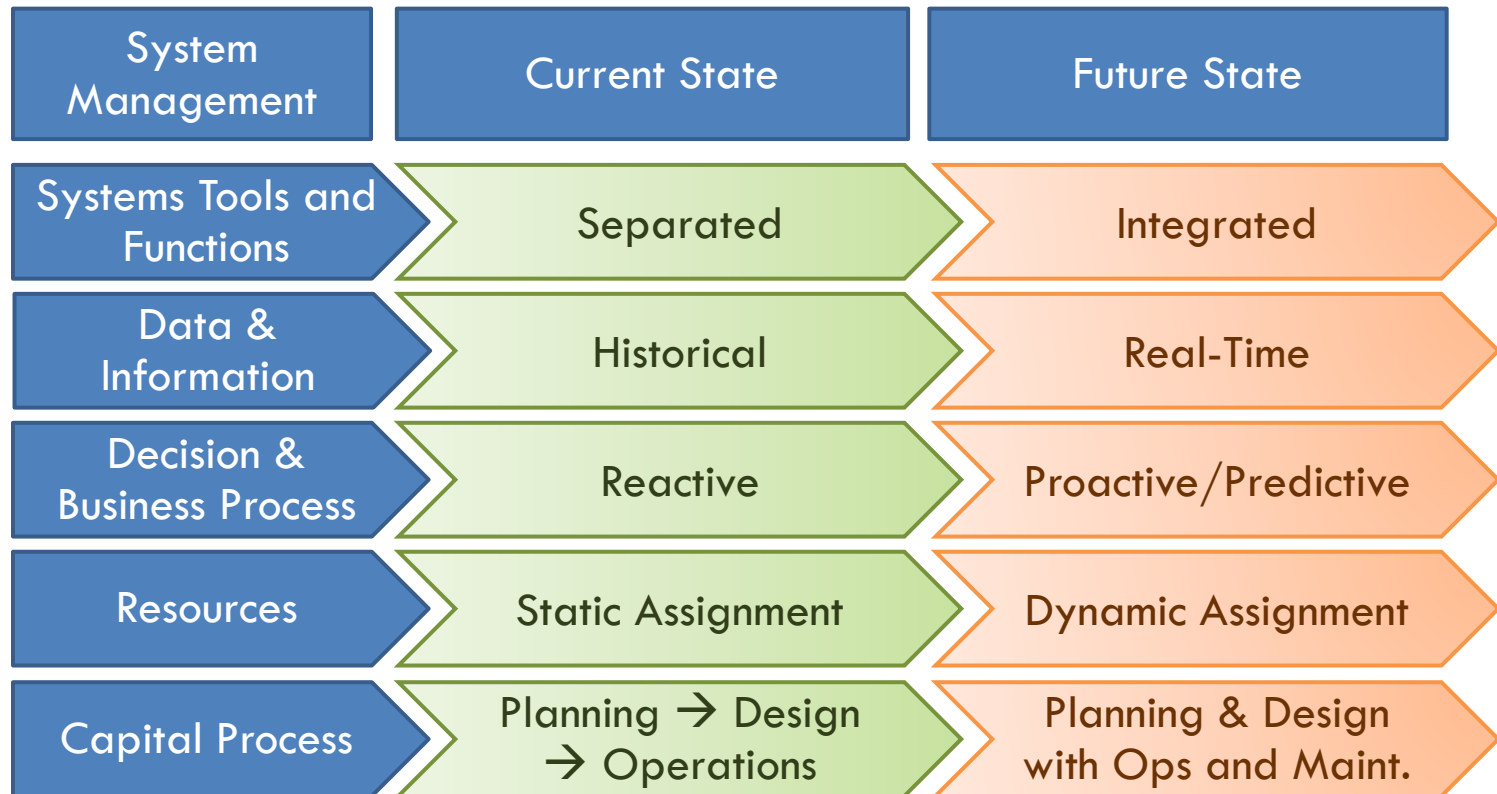 System
Management
Current State
Future State
Systems Tools and
Functions
Separated
Integrated
Data &
Information
Historical
Real-Time
Decision &
Business Process
Reactive
Proactive/Predictive
Resources
Static Assignment
Dynamic Assignment
Capital Process
Planning → Design
→ Operations
Planning & Design
with Ops and Maint.